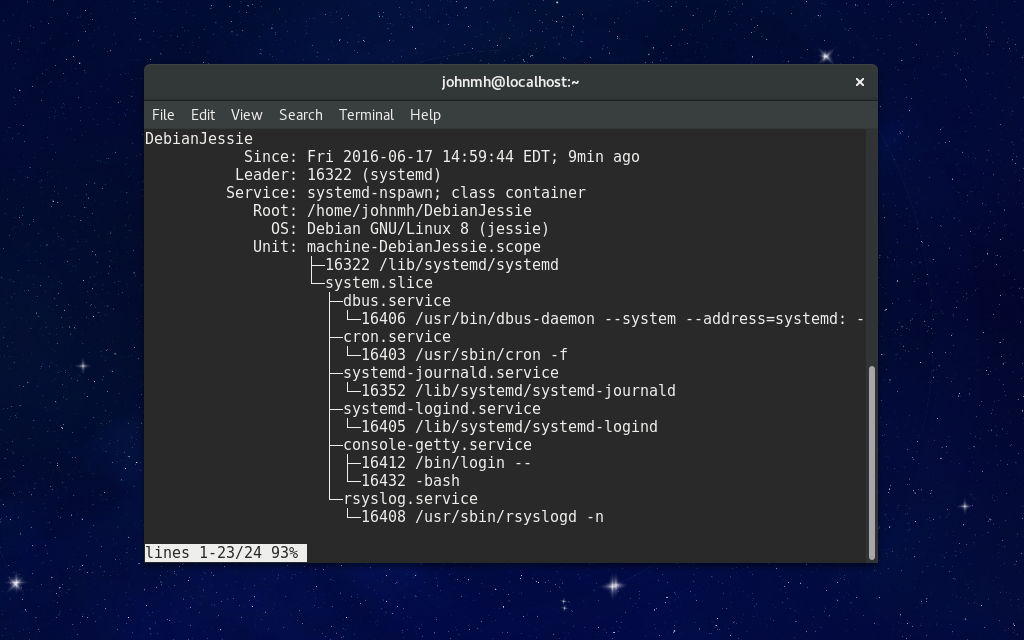 johnmh@localhost:~
×
File Edit View Search Terminal Help
DebianJessie
Since: Fri 2016-06-17 14:59:44 EDT; 9min ago
Leader: 16322 (systemd)
Service: systemd-nspawn; class container
Root: /home/johnmh/DebianJessie
OS: Debian GNU/Linux 8 (jessie)
Unit: machine-DebianJessie.scope
├─16322 /lib/systemd/systemd
└─system.slice
├─dbus.service
│ └─16406 /usr/bin/dbus-daemon --system --address=systemd: -
├─cron.service
│ └─16403 /usr/sbin/cron -f
├─systemd-journald.service
│ └─16352 /lib/systemd/systemd-journald
├─systemd-logind.service
│ └─16405 /lib/systemd/systemd-logind
├─console-getty.service
│ ├─16412 /bin/login --
│ └─16432 -bash
└─rsyslog.service
└─16408 /usr/sbin/rsyslogd -n
lines 1-23/24 93%